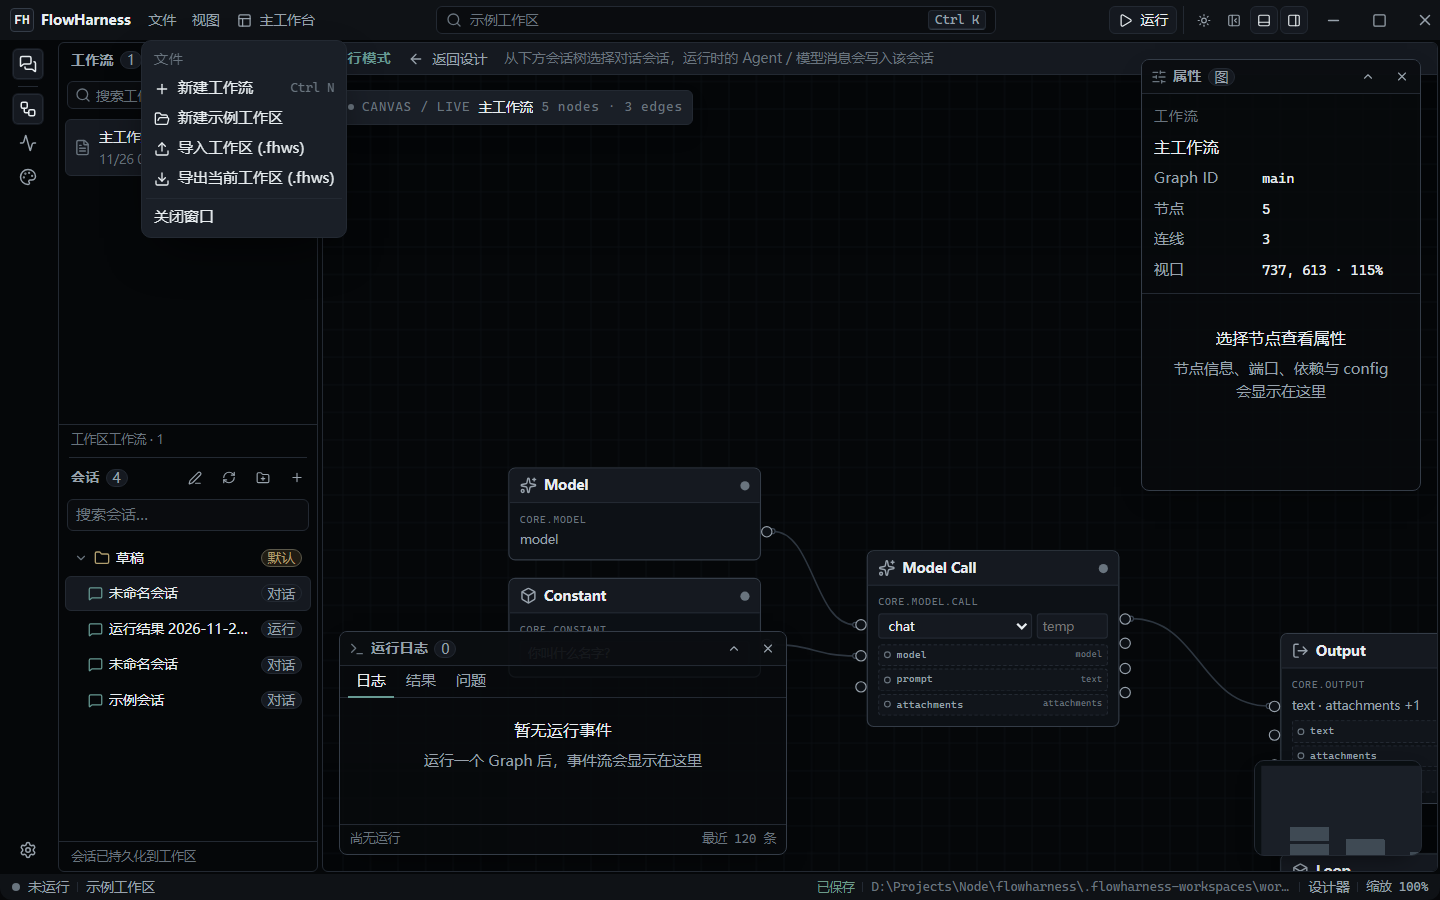 FH FlowHarness 文件 视图 主工作台 示例工作区 Ctrl K 运行
工作流 1
搜索工
主工作
11/26
文件
新建工作流 Ctrl N
新建示例工作区
导入工作区 (.fhws)
导出当前工作区 (.fhws)
关闭窗口
行模式 返回设计 从下方会话树选择对话会话，运行时的 Agent / 模型消息会写入该会话
CANVAS / LIVE 主工作流 5 nodes · 3 edges
属性 图
工作流
主工作流
Graph ID main
节点 5
连线 3
视口 737, 613 · 115%
选择节点查看属性
节点信息、端口、依赖与 config
会显示在这里
工作区工作流 · 1
会话 4
搜索会话...
草稿 默认
未命名会话 对话
运行结果 2026-11-2... 运行
未命名会话 对话
示例会话 对话
会话已持久化到工作区
Model
CORE.MODEL
model
Constant
CORE.CONSTANT
你叫什么名字?
运行日志 0
日志 结果 问题
暂无运行事件
运行一个 Graph 后，事件流会显示在这里
尚无运行 最近 120 条
Model Call
CORE.MODEL.CALL
chat temp
model model
prompt text
attachments attachments
Output
CORE.OUTPUT
text · attachments +1
text
attachments
Loop
未运行 示例工作区 已保存 D:\Projects\Node\flowharness\.flowharness-workspaces\wor… 设计器 缩放 100%